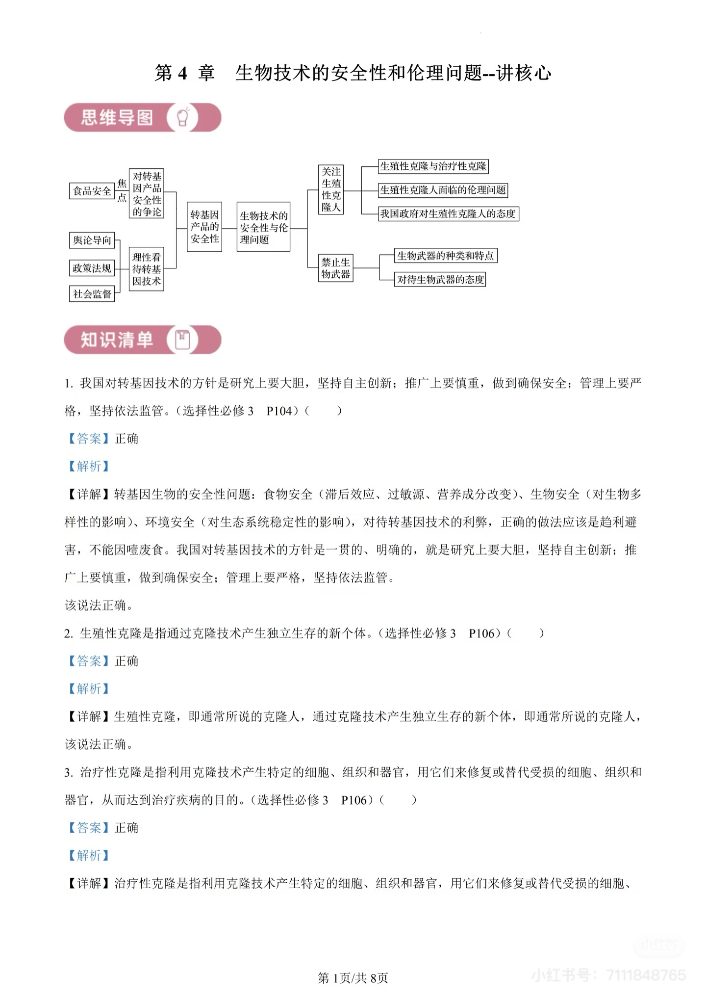 第 4 章　生物技术的安全性和伦理问题--讲核心
思维导图
食品安全
焦点
对转基
因产品
安全性
的争论
舆论导向
政策法规
社会监督
理性看
待转基
因技术
转基因
产品的
安全性
生物技术的
安全性与伦
理问题
关注
生殖
性克
隆人
生殖性克隆与治疗性克隆
生殖性克隆人面临的伦理问题
我国政府对生殖性克隆人的态度
禁止生
物武器
生物武器的种类和特点
对待生物武器的态度
知识清单
1. 我国对转基因技术的方针是研究上要大胆，坚持自主创新；推广上要慎重，做到确保安全；管理上要严
格，坚持依法监管。（选择性必修 3　P104）（　　）
【答案】正确
【解析】
【详解】转基因生物的安全性问题：食物安全（滞后效应、过敏源、营养成分改变）、生物安全（对生物多
样性的影响）、环境安全（对生态系统稳定性的影响），对待转基因技术的利弊，正确的做法应该是趋利避
害，不能因噎废食。我国对转基因技术的方针是一贯的、明确的，就是研究上要大胆，坚持自主创新；推
广上要慎重，做到确保安全；管理上要严格，坚持依法监管。
该说法正确。
2. 生殖性克隆是指通过克隆技术产生独立生存的新个体。（选择性必修 3　P106）（　　）
【答案】正确
【解析】
【详解】生殖性克隆，即通常所说的克隆人，通过克隆技术产生独立生存的新个体，即通常所说的克隆人，
该说法正确。
3. 治疗性克隆是指利用克隆技术产生特定的细胞、组织和器官，用它们来修复或替代受损的细胞、组织和
器官，从而达到治疗疾病的目的。（选择性必修 3　P106）（　　）
【答案】正确
【解析】
【详解】治疗性克隆是指利用克隆技术产生特定的细胞、组织和器官，用它们来修复或替代受损的细胞、
小红书
第 1页/共 8页
小红书号：7111848765